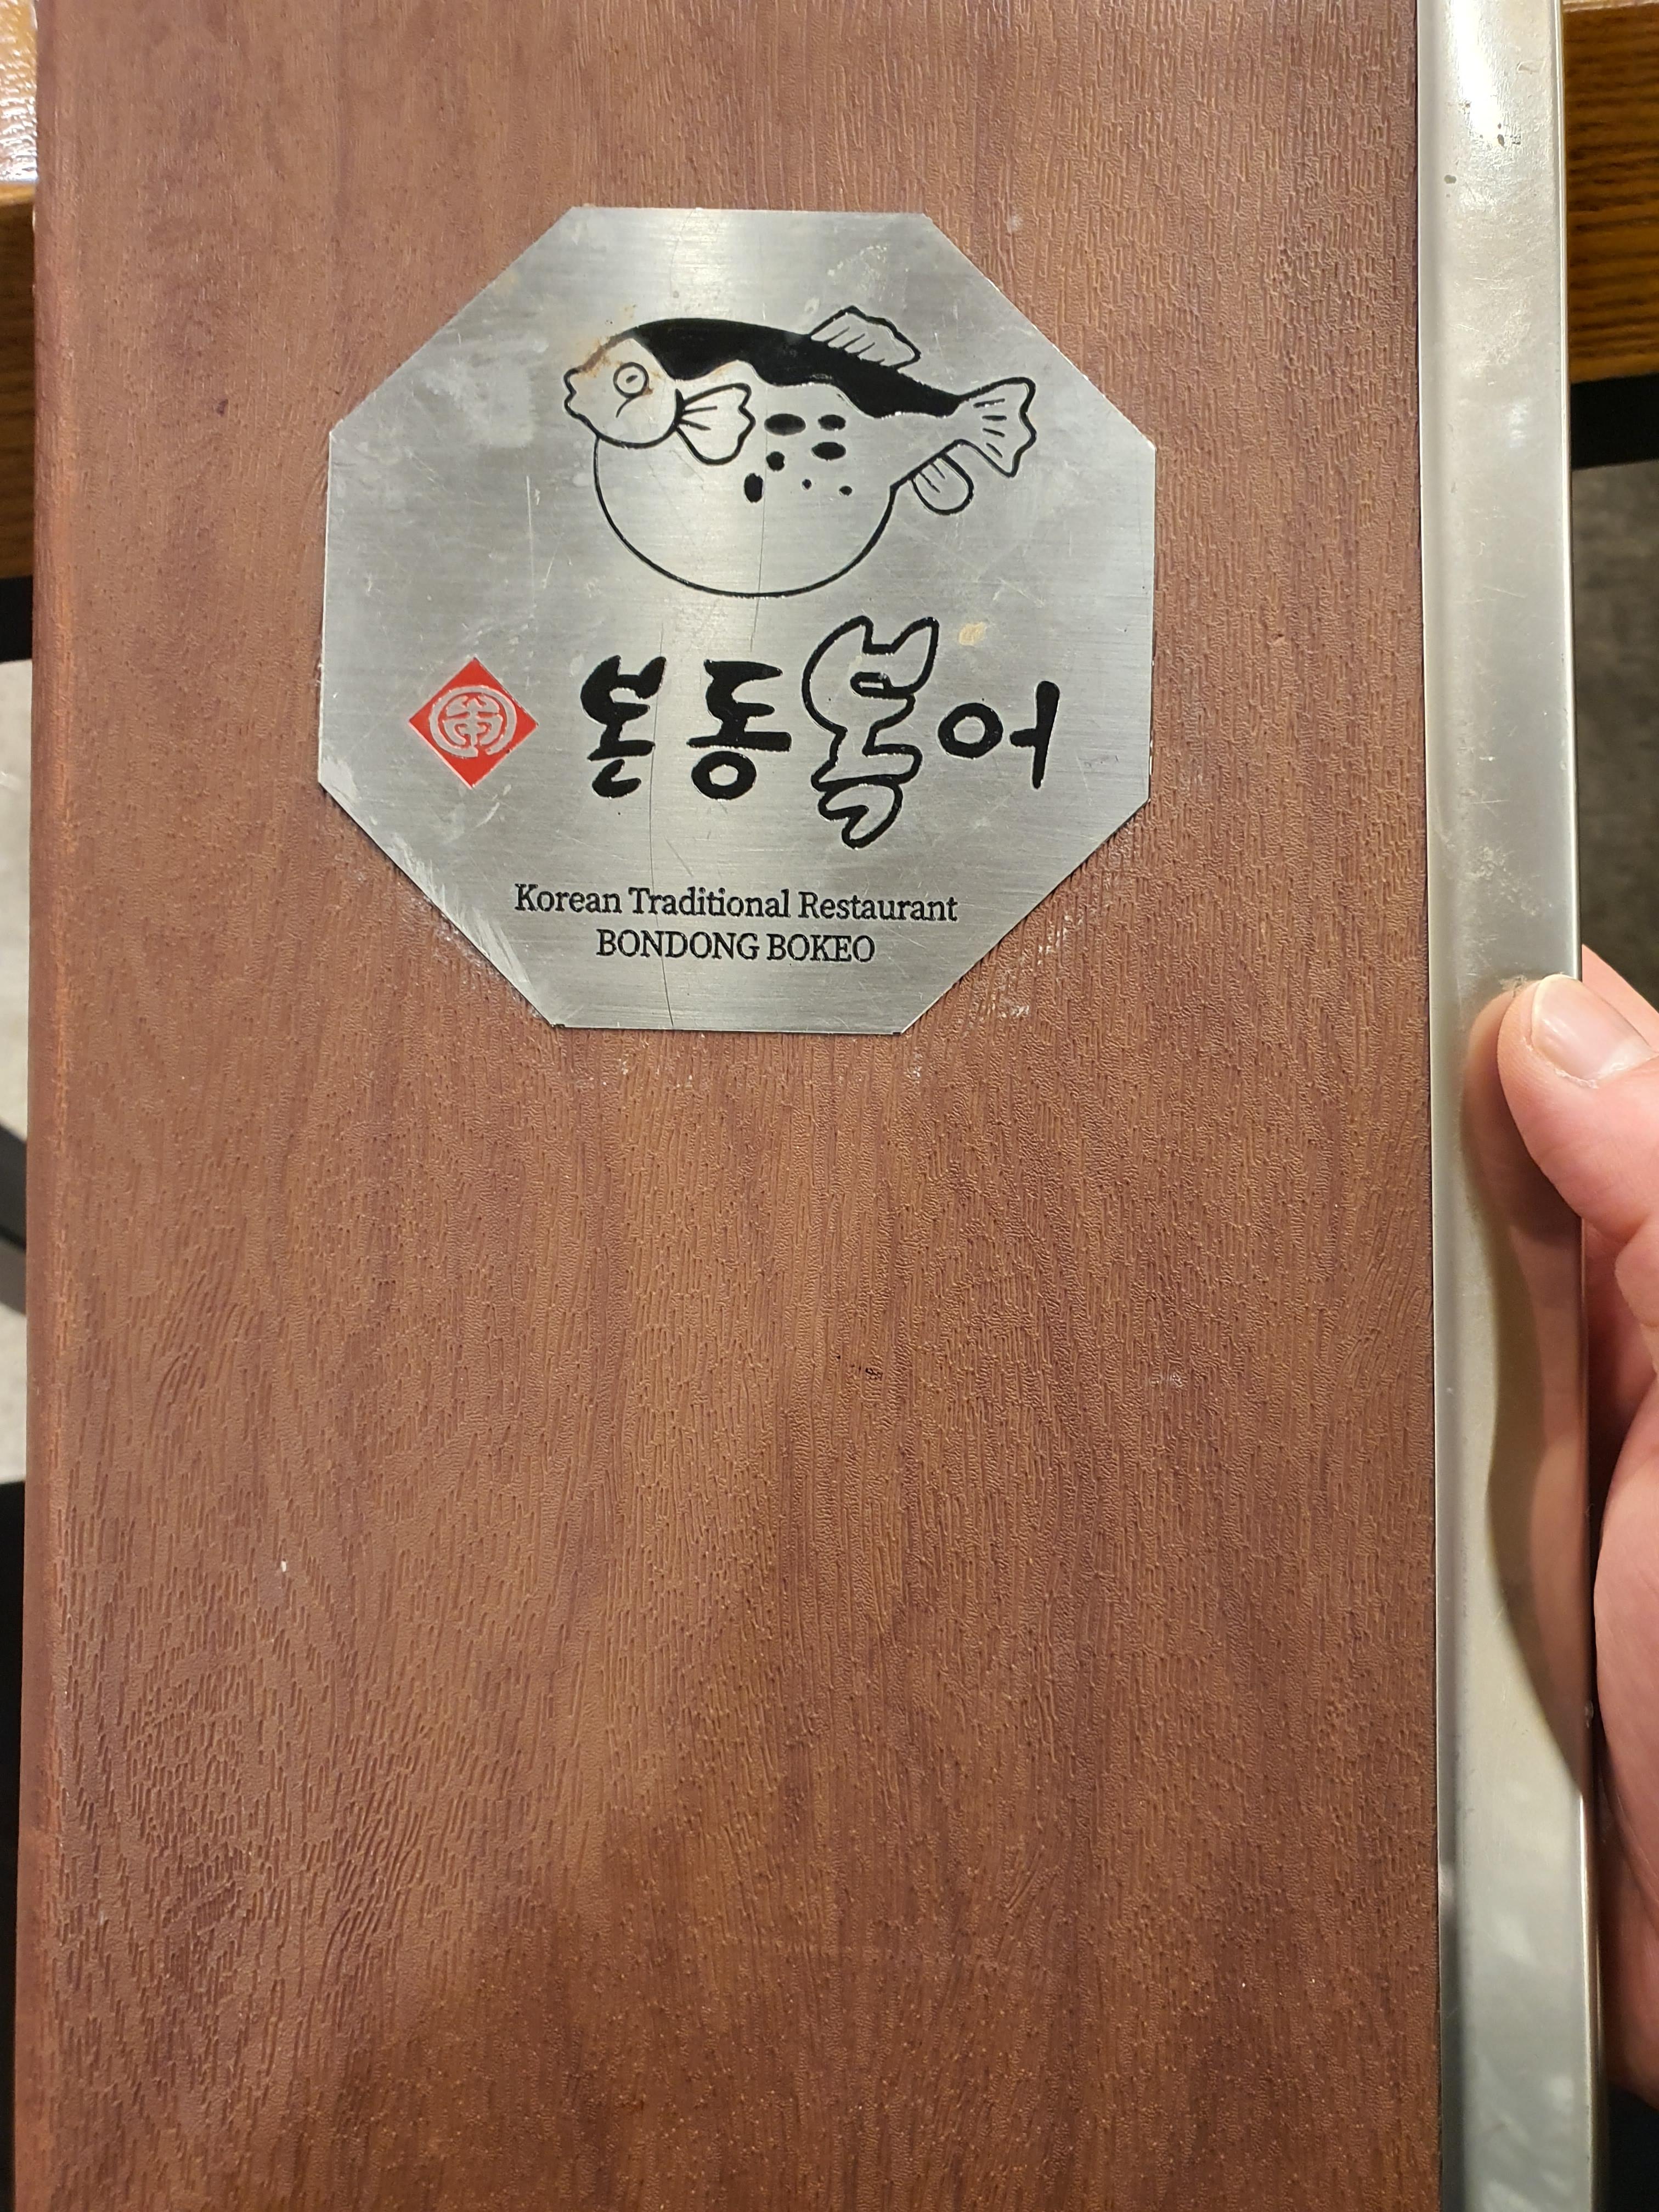 본동복어
Korean Traditional Restaurant
BONDONG BOKEO